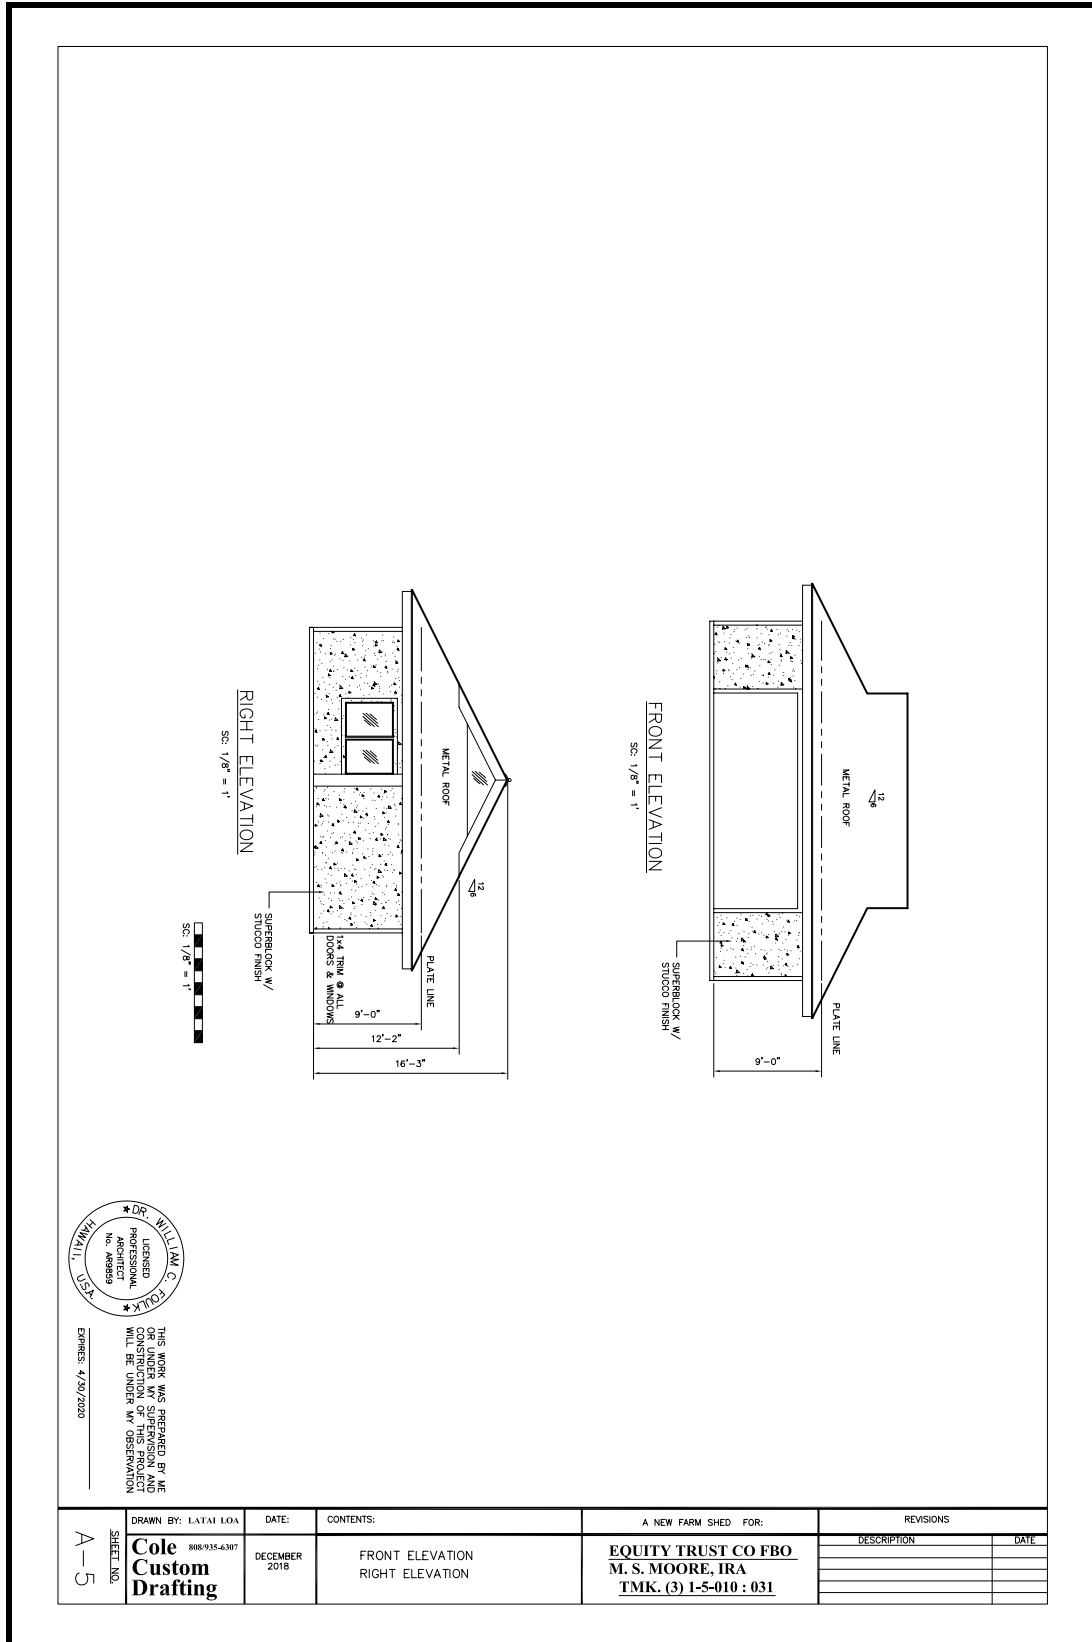 12
6
METAL ROOF
PLATE LINE
9'-0"
SUPERBLOCK W/
STUCCO FINISH
FRONT ELEVATION
SC: 1/8" = 1'
METAL ROOF
12
6
PLATE LINE
1x4 TRIM @ ALL
DOORS & WINDOWS
9'-0"
12'-2"
16'-3"
SUPERBLOCK W/
STUCCO FINISH
RIGHT ELEVATION
SC: 1/8" = 1'
SC: 1/8" = 1'
DR. WILLIAM C. FOULK
LICENSED
PROFESSIONAL
ARCHITECT
No. AR9859
HAWAII, U.S.A.
THIS WORK WAS PREPARED BY ME
OR UNDER MY SUPERVISION AND
CONSTRUCTION OF THIS PROJECT
WILL BE UNDER MY OBSERVATION
EXPIRES: 4/30/2020
SHEET NO.
A-5
DRAWN BY: LATAI LOA
Cole 808/935-6307
Custom
Drafting
DATE:
DECEMBER
2018
CONTENTS:
FRONT ELEVATION
RIGHT ELEVATION
A NEW FARM SHED FOR:
EQUITY TRUST CO FBO
M. S. MOORE, IRA
TMK. (3) 1-5-010 : 031
REVISIONS
DESCRIPTION DATE